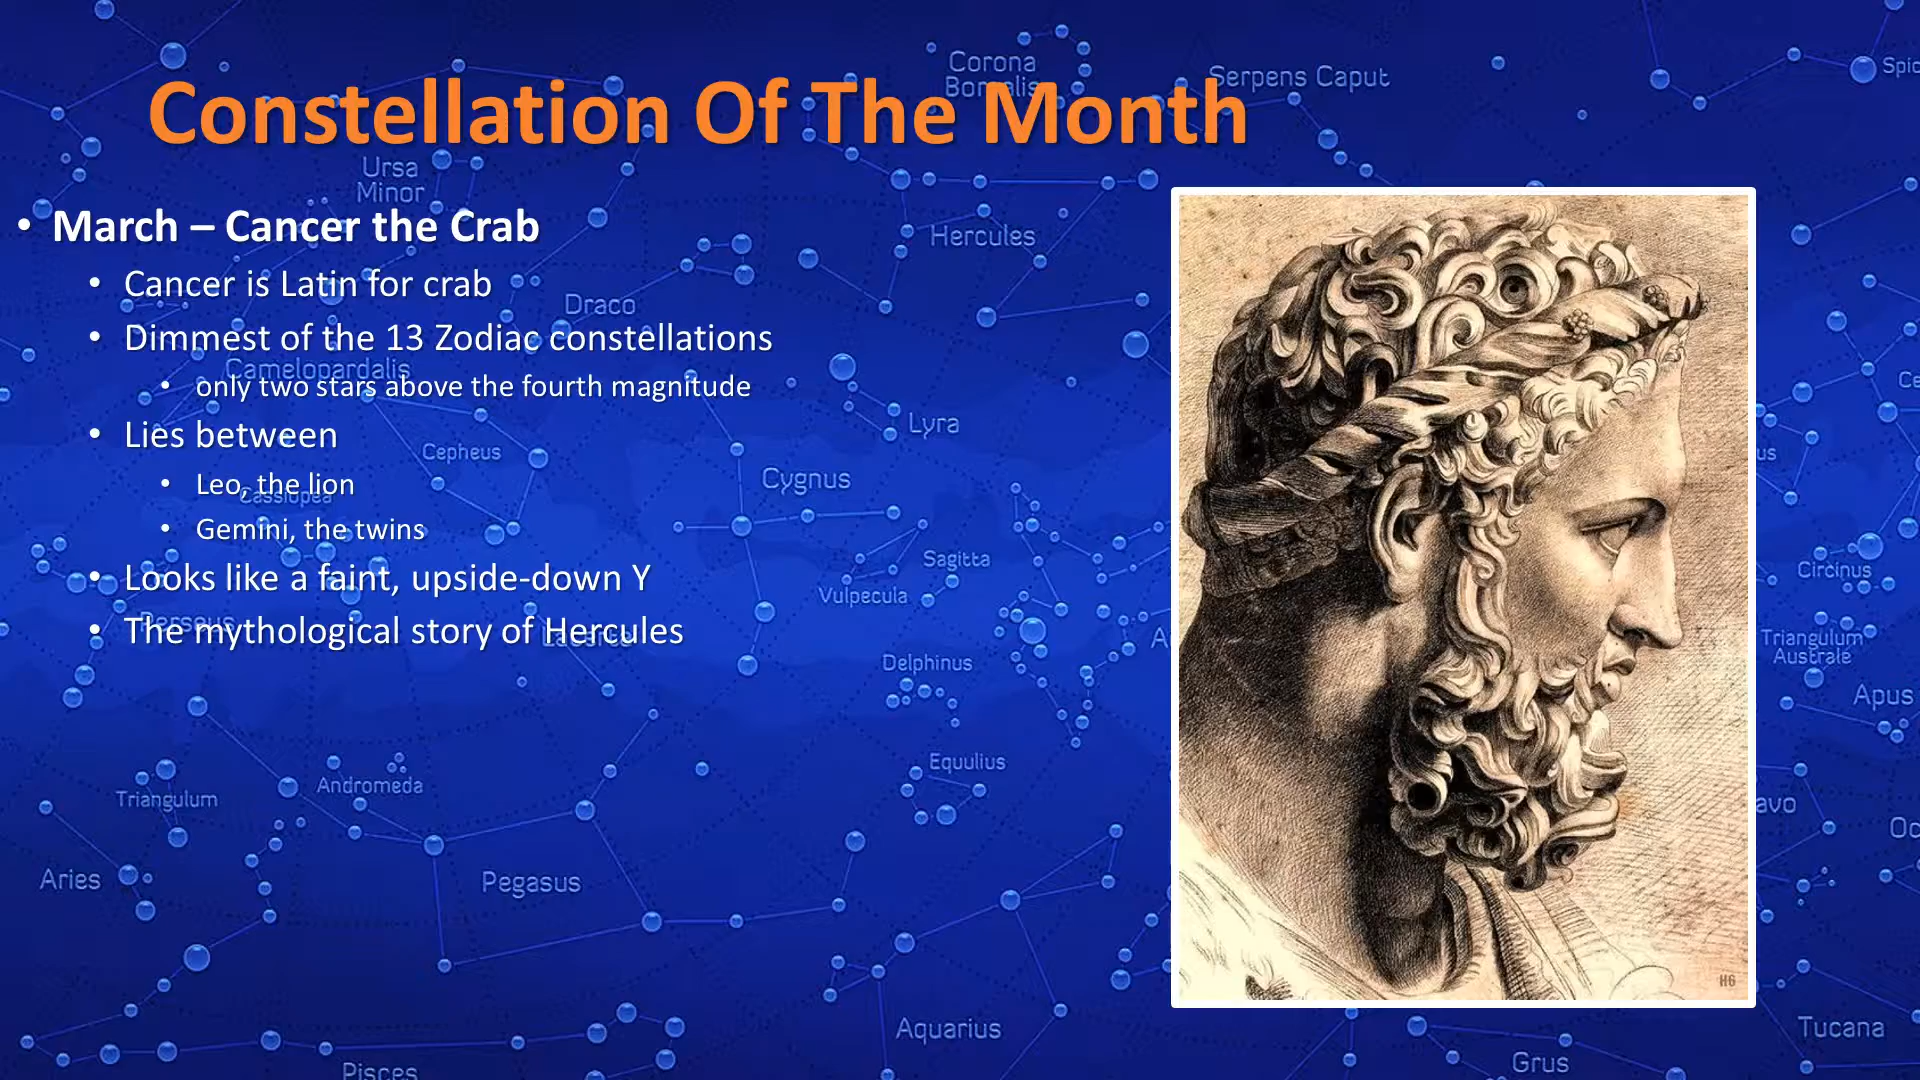 Constellation Of The Month
• March – Cancer the Crab
• Cancer is Latin for crab
• Dimmest of the 13 Zodiac constellations
• only two stars above the fourth magnitude
• Lies between
• Leo, the lion
• Gemini, the twins
• Looks like a faint, upside-down Y
• The mythological story of Hercules
Corona
Borealis
Serpens Caput
Ursa
Minor
Hercules
Draco
Camelopardalis
Lyra
Cepheus
Cygnus
Cassiopea
Sagitta
Vulpecula
Circinus
Perseus
Lacerta
Triangulum
Australe
Delphinus
Apus
Equulius
Andromeda
Triangulum
Aries
Pegasus
HG
Aquarius
Tucana
Grus
Pisces